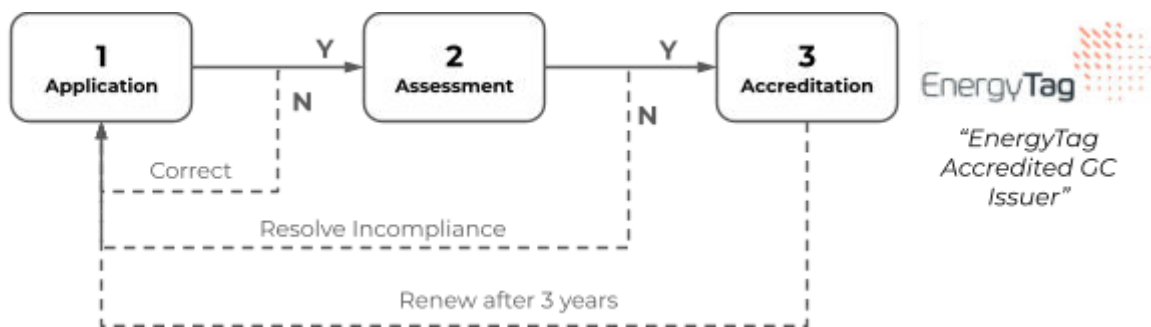 1
Application
Y
N
2
Assessment
Y
N
3
Accreditation
EnergyTag
“EnergyTag
Accredited GC
Issuer”
Correct
Resolve Incompliance
Renew after 3 years